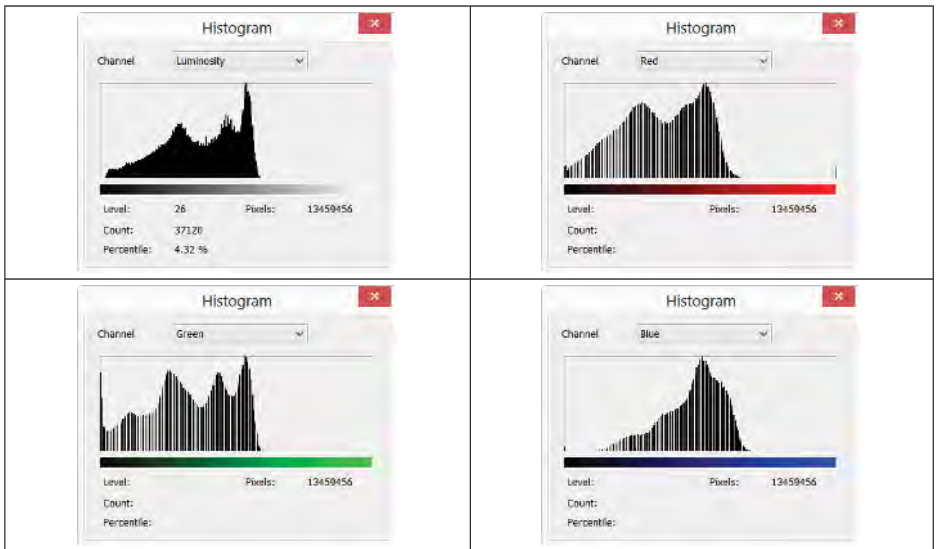 Histogram
Channel Luminosity
Level: 26 Pixels: 13459456
Count: 37120
Percentile: 4.32 %
Histogram
Channel Red
Level: Pixels: 13459456
Count:
Percentile:
Histogram
Channel Green
Level: Pixels: 13459456
Count:
Percentile:
Histogram
Channel Blue
Level: Pixels: 13459456
Count:
Percentile: